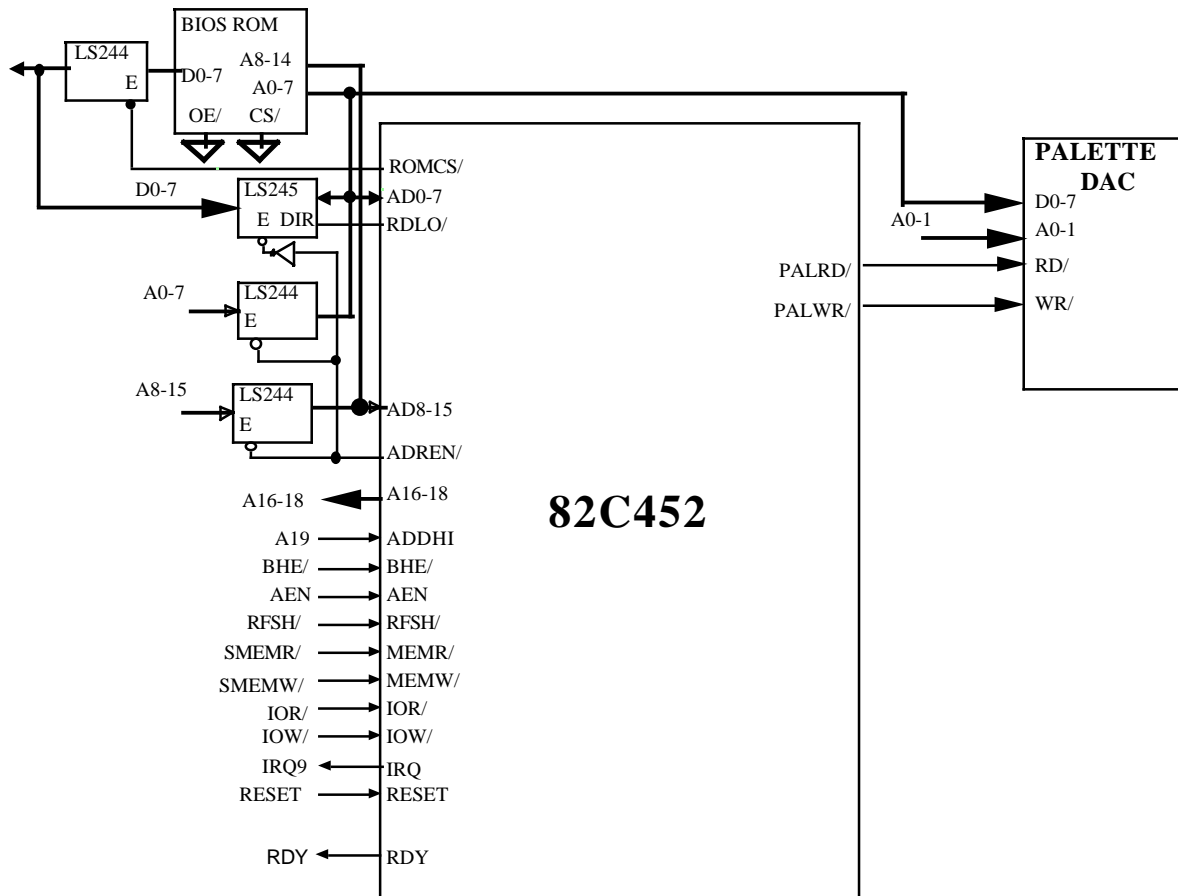 BIOS ROM
LS244
E
D0-7
A8-14
A0-7
OE/ CS/
ROMCS/
D0-7
LS245
E DIR
AD0-7
RDLO/
A0-7
LS244
E
A8-15
LS244
E
AD8-15
ADREN/
A16-18
A16-18
A19
ADDHI
BHE/
BHE/
AEN
AEN
RFSH/
RFSH/
SMEMR/
MEMR/
SMEMW/
MEMW/
IOR/
IOR/
IOW/
IOW/
IRQ9
IRQ
RESET
RESET
RDY
RDY
82C452
PALRD/
PALWR/
A0-1
PALETTE
DAC
D0-7
A0-1
RD/
WR/